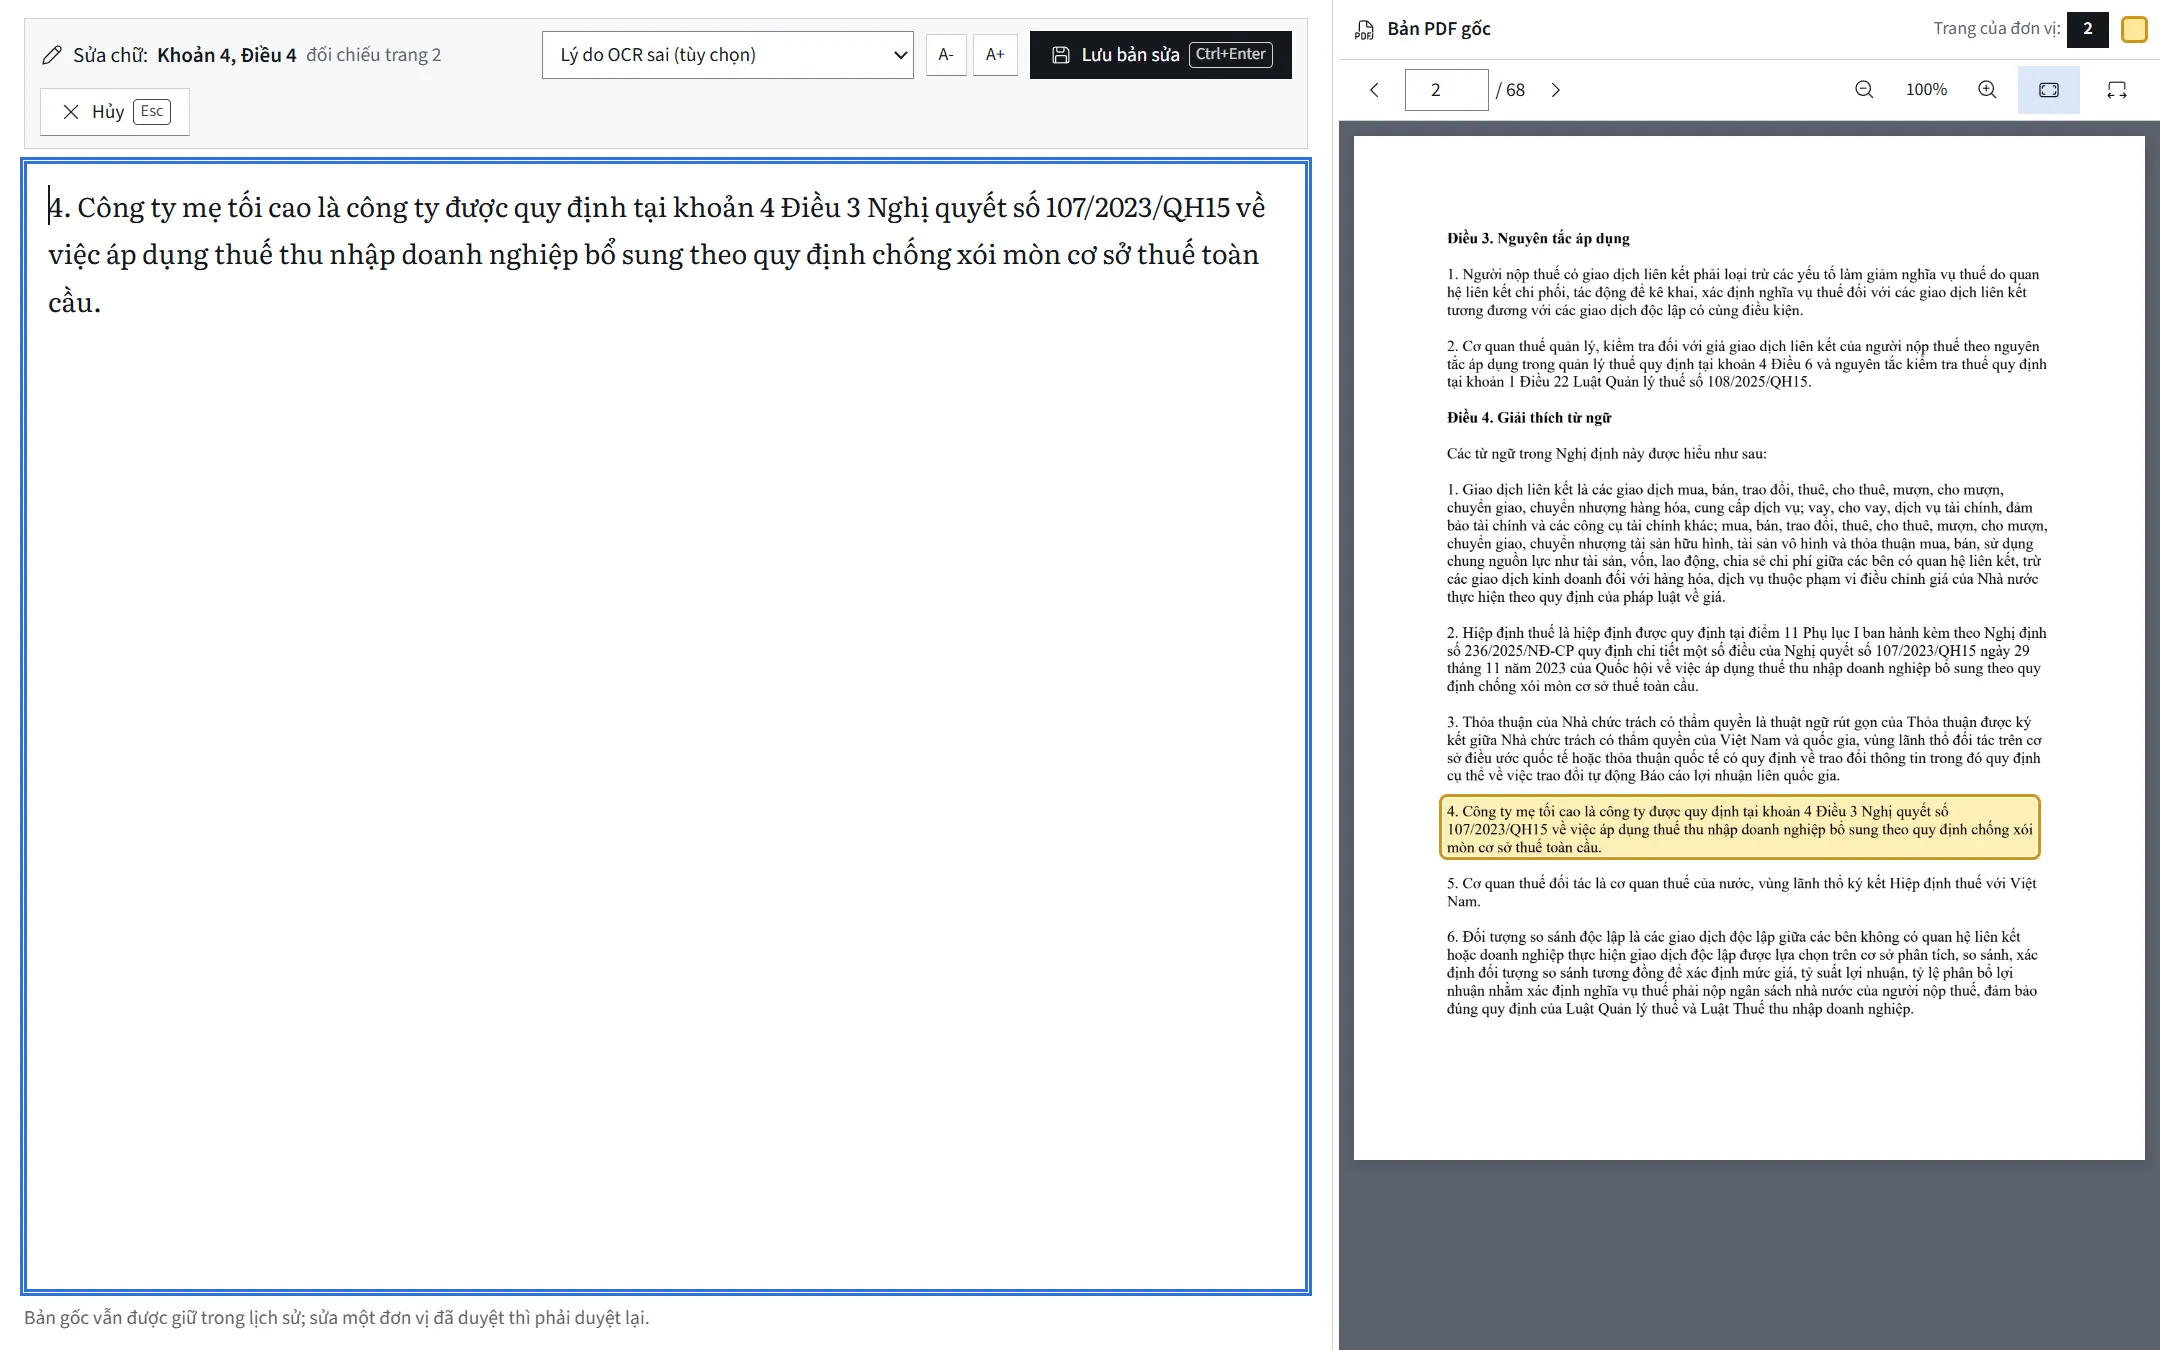 Sửa chữ: Khoản 4, Điều 4 đối chiếu trang 2
Lý do OCR sai (tùy chọn)
A-
A+
Lưu bản sửa Ctrl+Enter
Hủy Esc
4. Công ty mẹ tối cao là công ty được quy định tại khoản 4 Điều 3 Nghị quyết số 107/2023/QH15 về
việc áp dụng thuế thu nhập doanh nghiệp bổ sung theo quy định chống xói mòn cơ sở thuế toàn
cầu.
Bản gốc vẫn được giữ trong lịch sử; sửa một đơn vị đã duyệt thì phải duyệt lại.
PDF Bản PDF gốc
Trang của đơn vị: 2
2 / 68
100%
Điều 3. Nguyên tắc áp dụng
1. Người nộp thuế có giao dịch liên kết phải loại trừ các yếu tố làm giảm nghĩa vụ thuế do quan
hệ liên kết chi phối, tác động để kê khai, xác định nghĩa vụ thuế đối với các giao dịch liên kết
tương đương với các giao dịch độc lập có cùng điều kiện.
2. Cơ quan thuế quản lý, kiểm tra đối với giá giao dịch liên kết của người nộp thuế theo nguyên
tắc áp dụng trong quản lý thuế quy định tại khoản 4 Điều 6 và nguyên tắc kiểm tra thuế quy định
tại khoản 1 Điều 22 Luật Quản lý thuế số 108/2025/QH15.
Điều 4. Giải thích từ ngữ
Các từ ngữ trong Nghị định này được hiểu như sau:
1. Giao dịch liên kết là các giao dịch mua, bán, trao đổi, thuê, cho thuê, mượn, cho mượn,
chuyển giao, chuyển nhượng hàng hóa, cung cấp dịch vụ; vay, cho vay, dịch vụ tài chính, đảm
bảo tài chính và các công cụ tài chính khác; mua, bán, trao đổi, thuê, cho thuê, mượn, cho mượn,
chuyển giao, chuyển nhượng tài sản hữu hình, tài sản vô hình và thỏa thuận mua, bán, sử dụng
chung nguồn lực như tài sản, vốn, lao động, chia sẻ chi phí giữa các bên có quan hệ liên kết, trừ
các giao dịch kinh doanh đối với hàng hóa, dịch vụ thuộc phạm vi điều chỉnh giá của Nhà nước
thực hiện theo quy định của pháp luật về giá.
2. Hiệp định thuế là hiệp định được quy định tại điểm 11 Phụ lục I ban hành kèm theo Nghị định
số 236/2025/NĐ-CP quy định chi tiết một số điều của Nghị quyết số 107/2023/QH15 ngày 29
tháng 11 năm 2023 của Quốc hội về việc áp dụng thuế thu nhập doanh nghiệp bổ sung theo quy
định chống xói mòn cơ sở thuế toàn cầu.
3. Thỏa thuận của Nhà chức trách có thẩm quyền là thuật ngữ rút gọn của Thỏa thuận được ký
kết giữa Nhà chức trách có thẩm quyền của Việt Nam và quốc gia, vùng lãnh thổ đối tác trên cơ
sở điều ước quốc tế hoặc thỏa thuận quốc tế có quy định về trao đổi thông tin trong đó quy định
cụ thể về việc trao đổi tự động Báo cáo lợi nhuận liên quốc gia.
4. Công ty mẹ tối cao là công ty được quy định tại khoản 4 Điều 3 Nghị quyết số
107/2023/QH15 về việc áp dụng thuế thu nhập doanh nghiệp bổ sung theo quy định chống xói
mòn cơ sở thuế toàn cầu.
5. Cơ quan thuế đối tác là cơ quan thuế của nước, vùng lãnh thổ ký kết Hiệp định thuế với Việt
Nam.
6. Đối tượng so sánh độc lập là các giao dịch độc lập giữa các bên không có quan hệ liên kết
hoặc doanh nghiệp thực hiện giao dịch độc lập được lựa chọn trên cơ sở phân tích, so sánh, xác
định đối tượng so sánh tương đồng để xác định mức giá, tỷ suất lợi nhuận, tỷ lệ phân bổ lợi
nhuận nhằm xác định nghĩa vụ thuế phải nộp ngân sách nhà nước của người nộp thuế, đảm bảo
đúng quy định của Luật Quản lý thuế và Luật Thuế thu nhập doanh nghiệp.